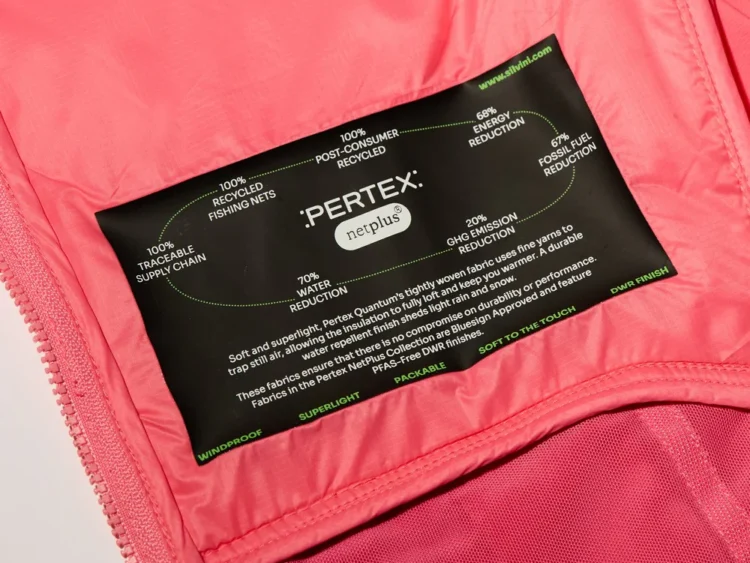 www.silvini.com
100%
POST-CONSUMER
RECYCLED
68%
ENERGY
REDUCTION
67%
FOSSIL FUEL
REDUCTION
100%
RECYCLED
FISHING NETS
:PERTEX:
netplus®
20%
GHG EMISSION
REDUCTION
100%
TRACEABLE
SUPPLY CHAIN
70%
WATER
REDUCTION
Soft and superlight, Pertex Quantum's tightly woven fabric uses fine yarns to
trap still air, allowing the insulation to fully loft and keep you warmer. A durable
water repellent finish sheds light rain and snow.
These fabrics ensure that there is no compromise on durability or performance.
Fabrics in the Pertex NetPlus Collection are Bluesign Approved and feature
PFAS-Free DWR finishes.
WINDPROOF SUPERLIGHT PACKABLE SOFT TO THE TOUCH DWR FINISH